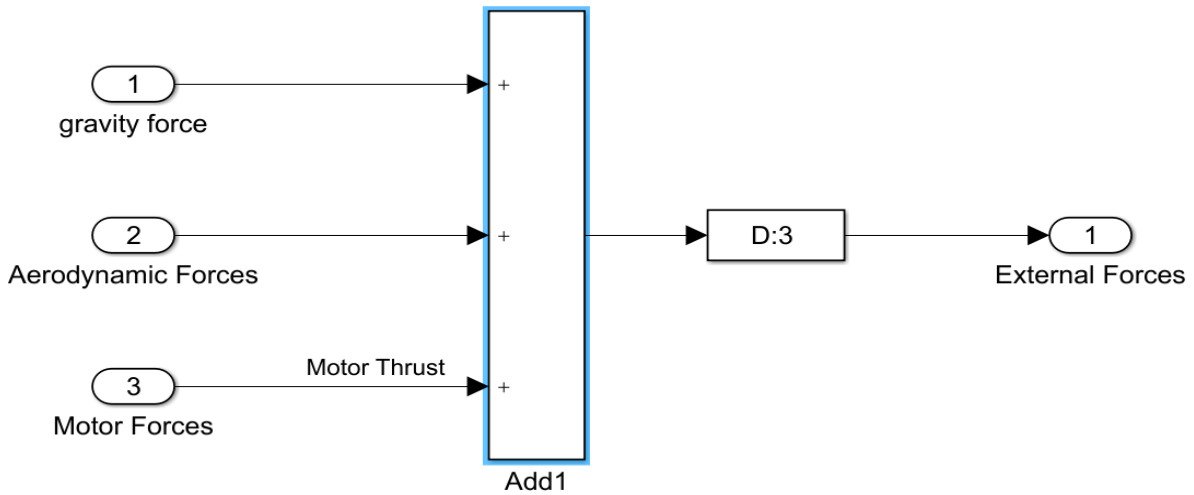 1
+
gravity force
2
+
D:3
1
Aerodynamic Forces
External Forces
Motor Thrust
3
+
Motor Forces
Add1